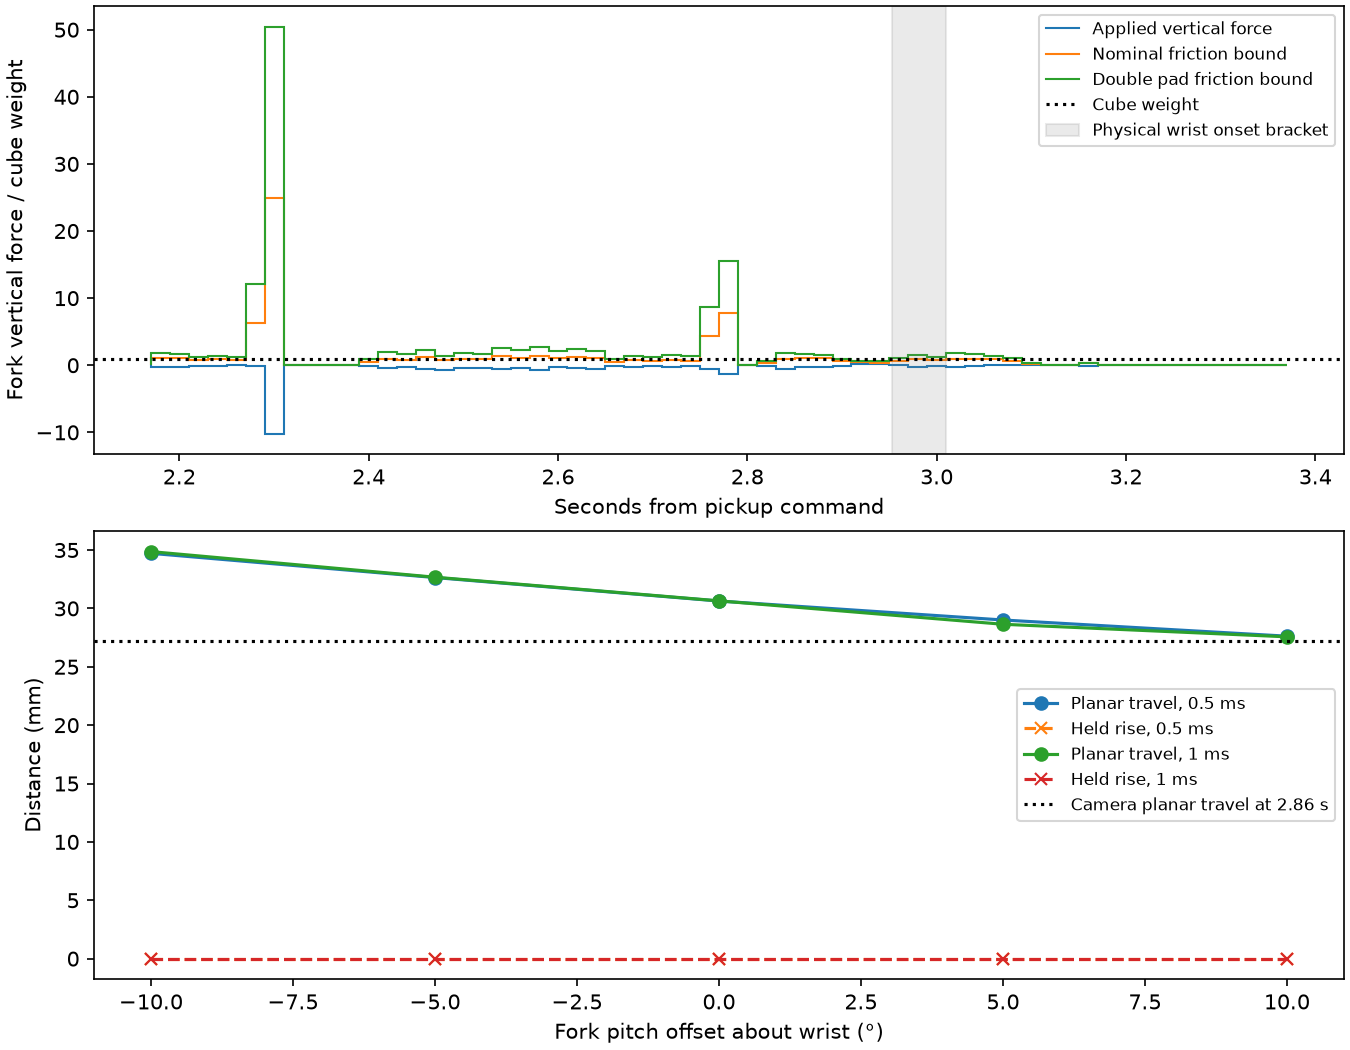 Fork vertical force / cube weight
50
40
30
20
10
0
−10
Applied vertical force
Nominal friction bound
Double pad friction bound
Cube weight
Physical wrist onset bracket
2.2
2.4
2.6
2.8
3.0
3.2
3.4
Seconds from pickup command
Distance (mm)
35
30
25
20
15
10
5
0
Planar travel, 0.5 ms
Held rise, 0.5 ms
Planar travel, 1 ms
Held rise, 1 ms
Camera planar travel at 2.86 s
−10.0
−7.5
−5.0
−2.5
0.0
2.5
5.0
7.5
10.0
Fork pitch offset about wrist (°)